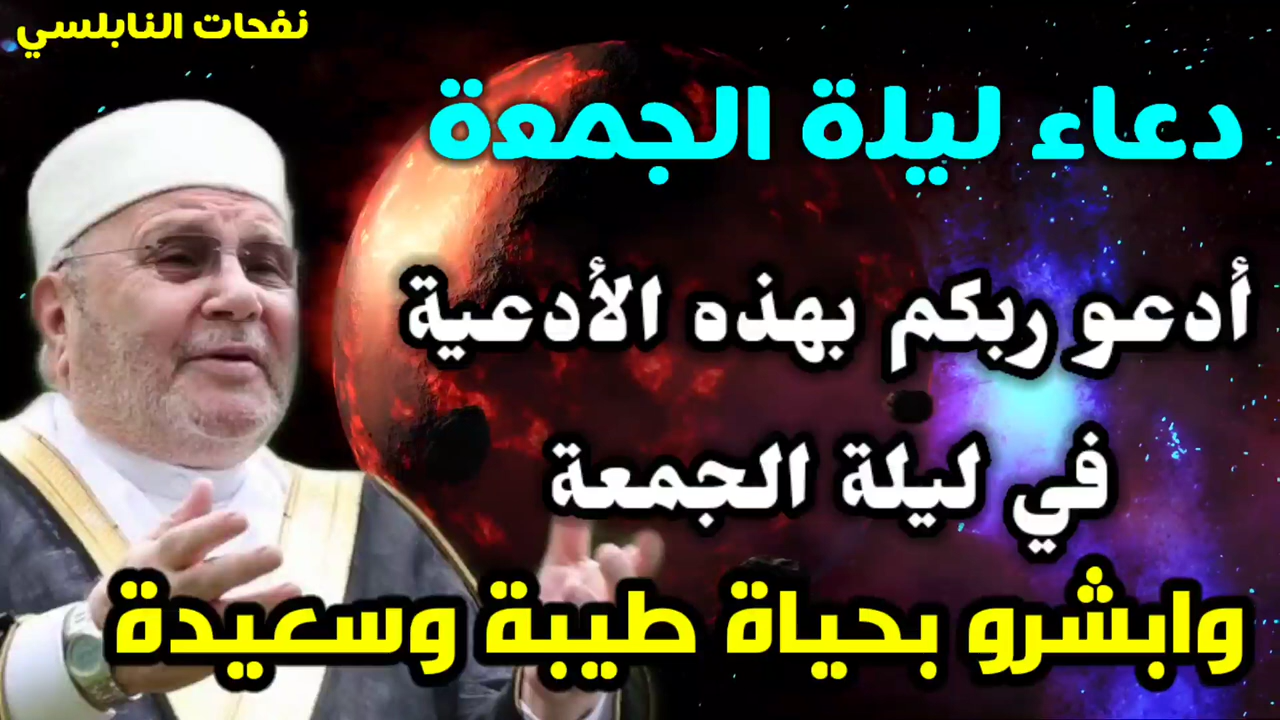 نفحات النابلسي
دعاء ليلة الجمعة
أدعو ربكم بهذه الأدعية
في ليلة الجمعة
وابشرو بحياة طيبة وسعيدة